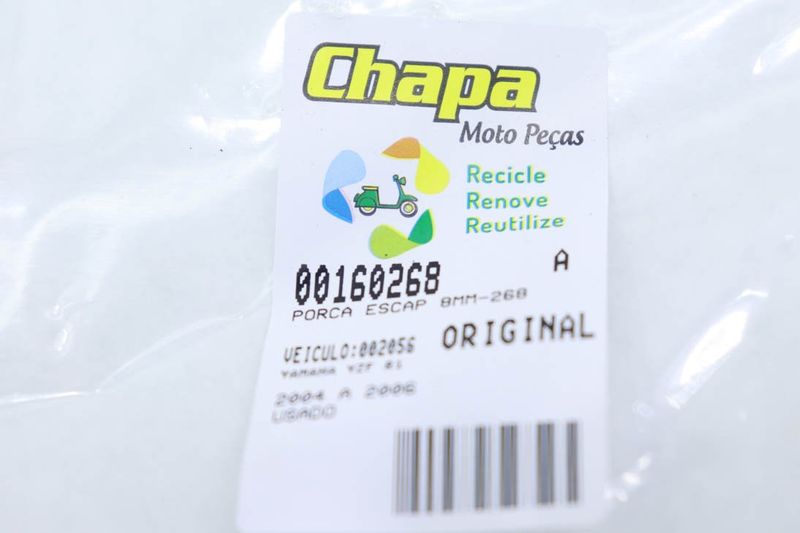 Chapa
Moto Peças
Recicle
Renove
Reutilize
00160268 A
PORCA ESCAP 8MM-268
VEICULO:002056 ORIGINAL
YAMAHA YZF R1
2004 A 2006
USADO